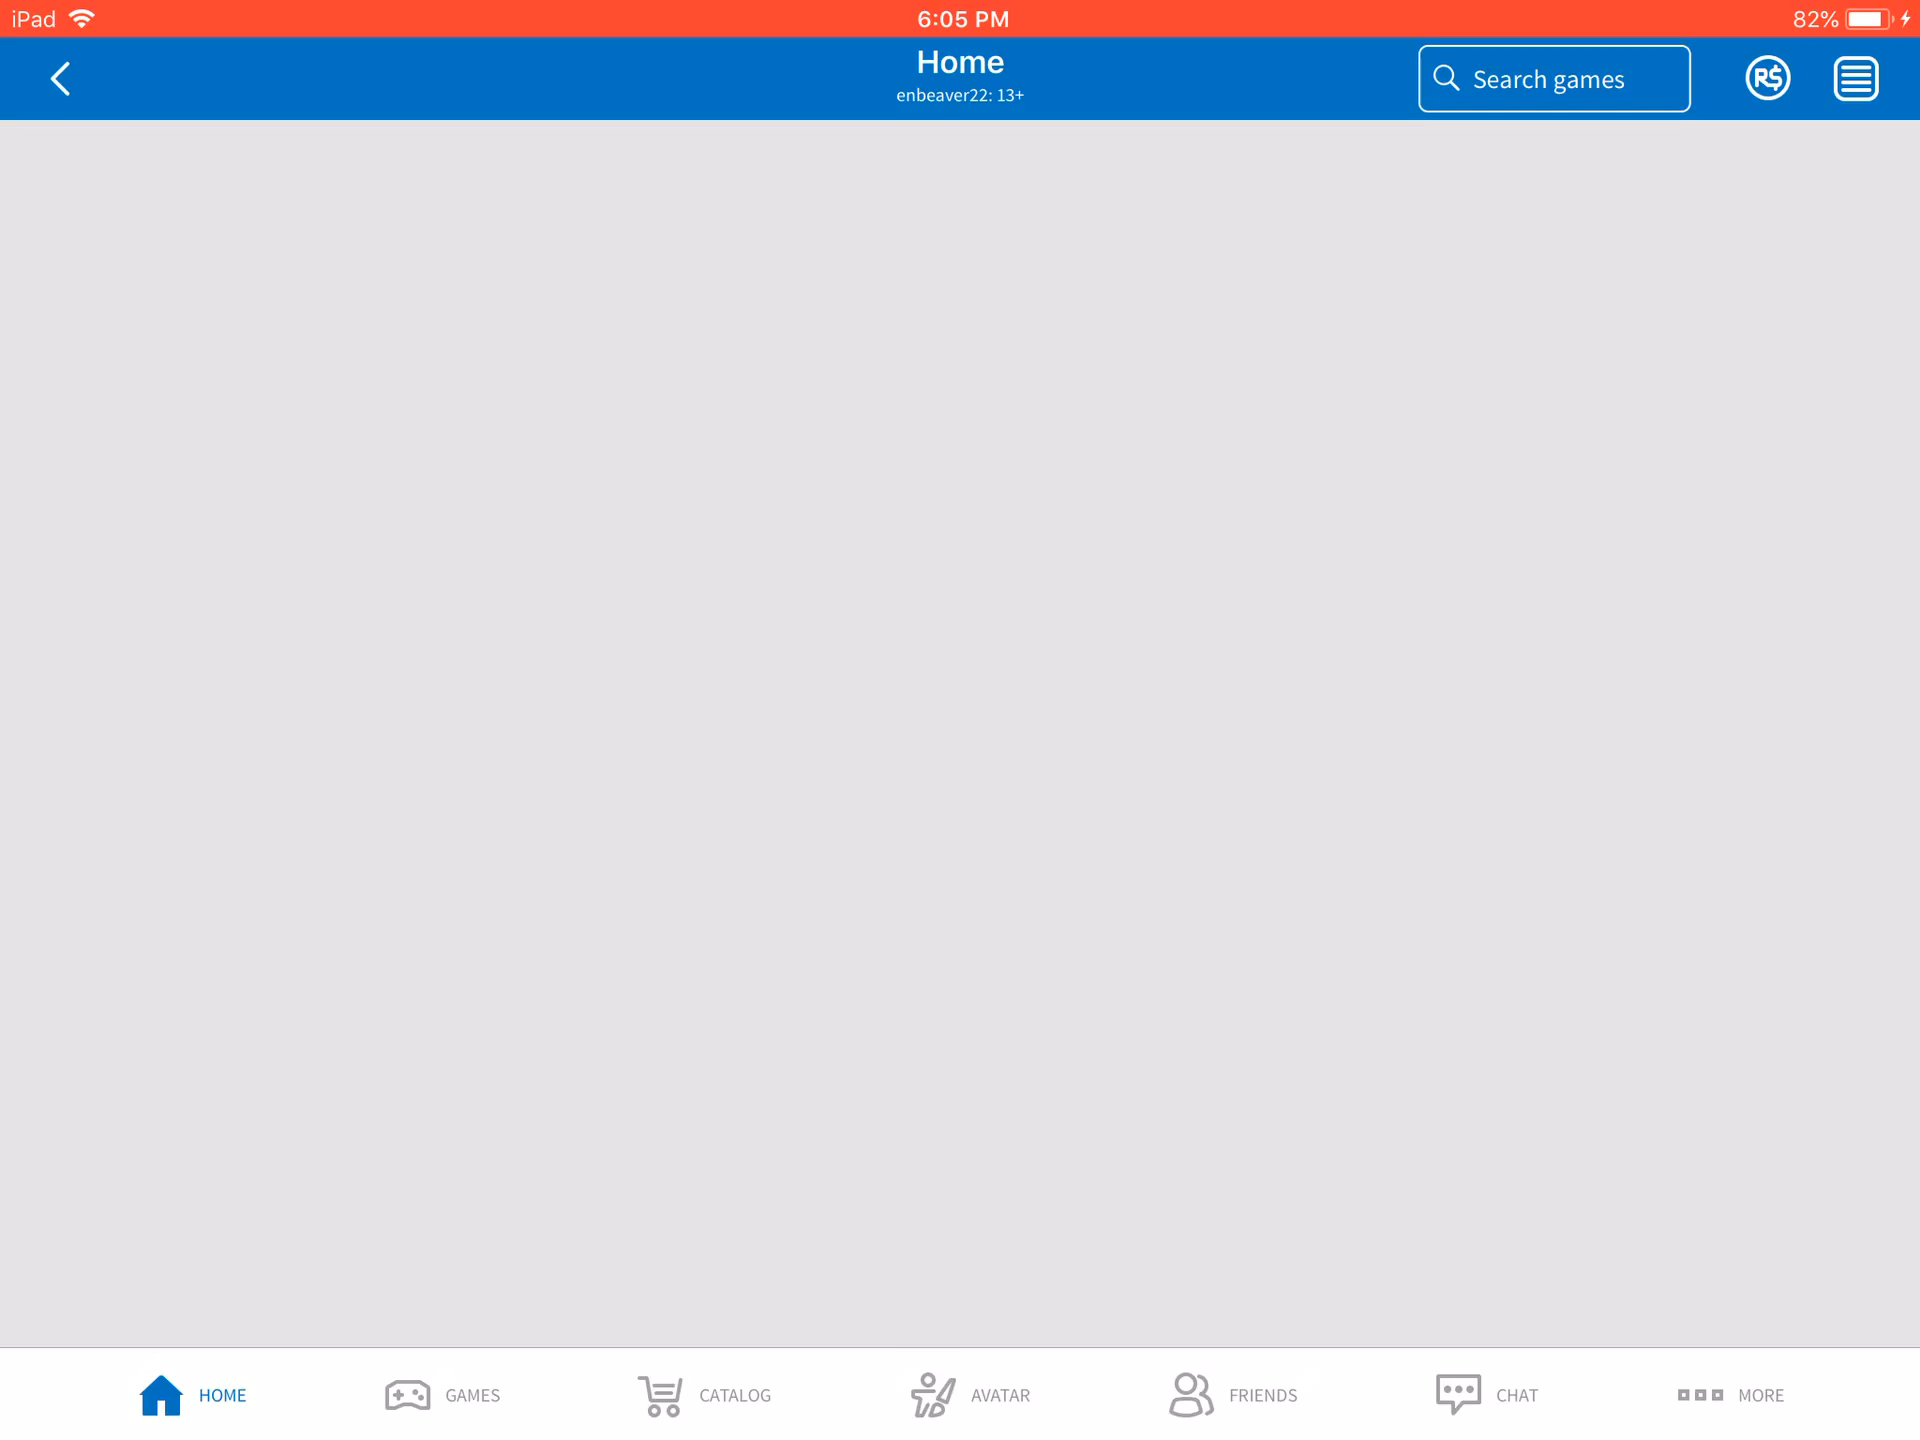 iPad
6:05 PM
82%
Home
enbeaver22: 13+
Search games
R$
HOME
GAMES
CATALOG
AVATAR
FRIENDS
CHAT
MORE